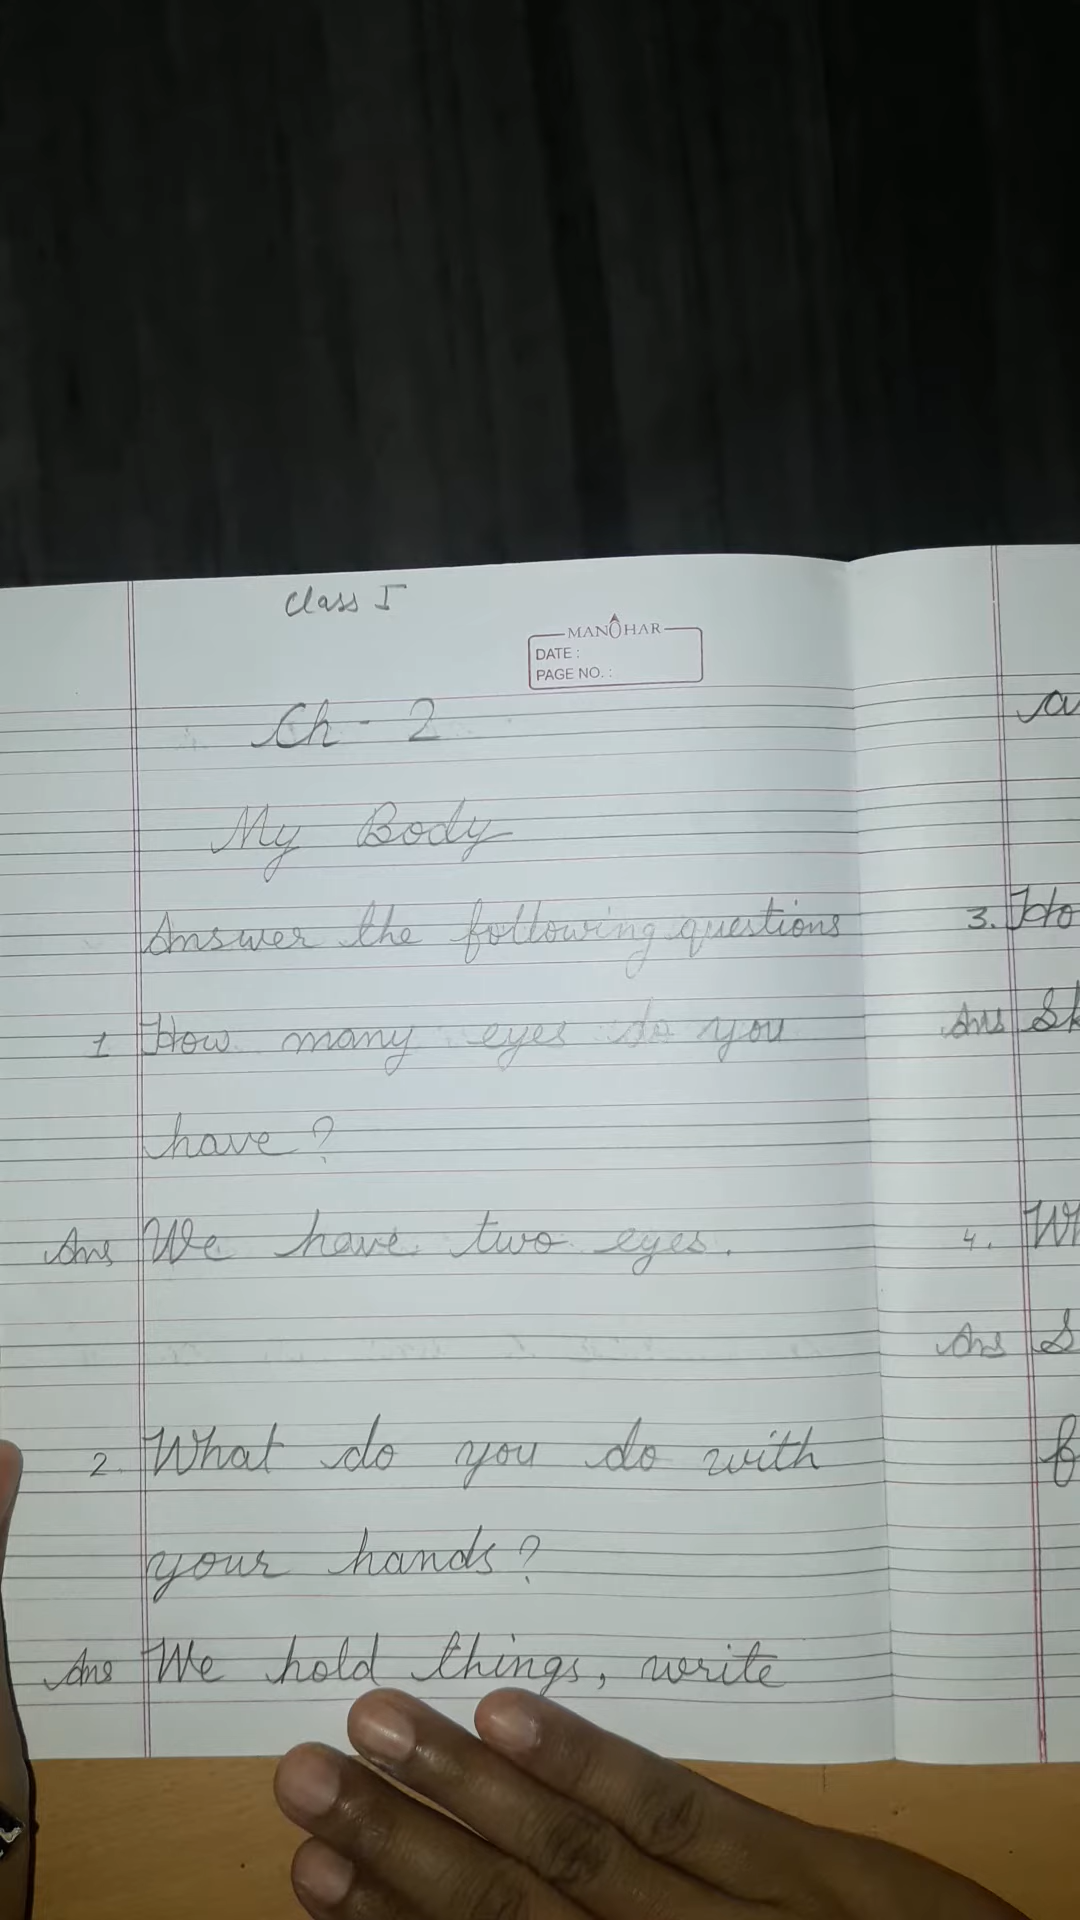 Class I
MANOHAR
DATE :
PAGE NO. :
Ch - 2
My Body
Answer the following questions
1 How many eyes do you
have?
Ans We have two eyes.
2. What do you do with
your hands?
Ans We hold things, write
3.
Ans
4.
Ans